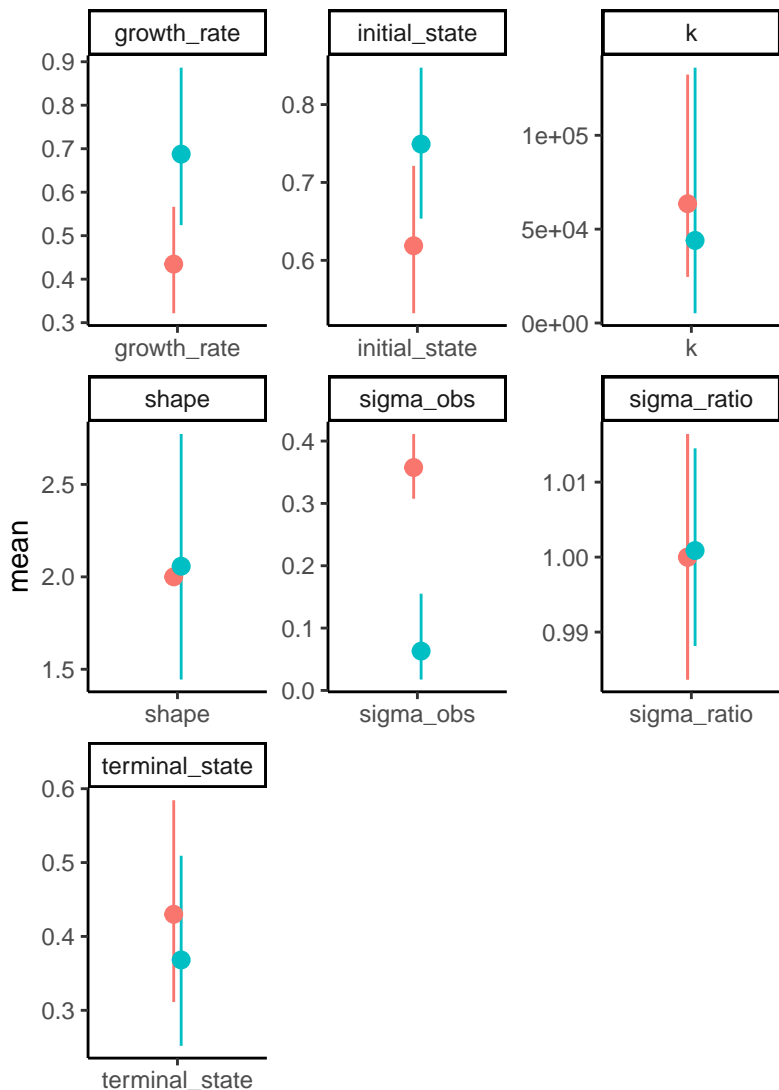 growth_rate
initial_state
k
0.9
0.8
0.7
0.6
0.5
0.4
0.3
0.8
0.7
0.6
1e+05
5e+04
0e+00
growth_rate
initial_state
k
mean
shape
sigma_obs
sigma_ratio
2.5
2.0
1.5
0.4
0.3
0.2
0.1
0.0
1.01
1.00
0.99
shape
sigma_obs
sigma_ratio
terminal_state
0.6
0.5
0.4
0.3
terminal_state